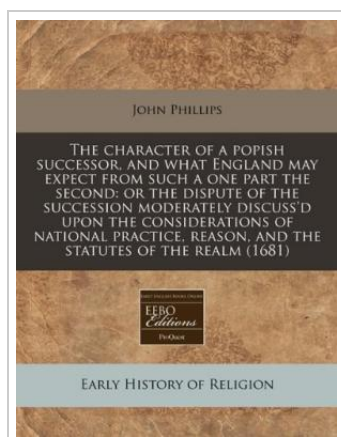 John Phillips
The character of a popish
successor, and what England may
expect from such a one part the
second: or the dispute of the
succession moderately discuss'd
upon the considerations of
national practice, reason, and the
statutes of the realm (1681)
EEBO
Editions
ProQuest
Early History of Religion